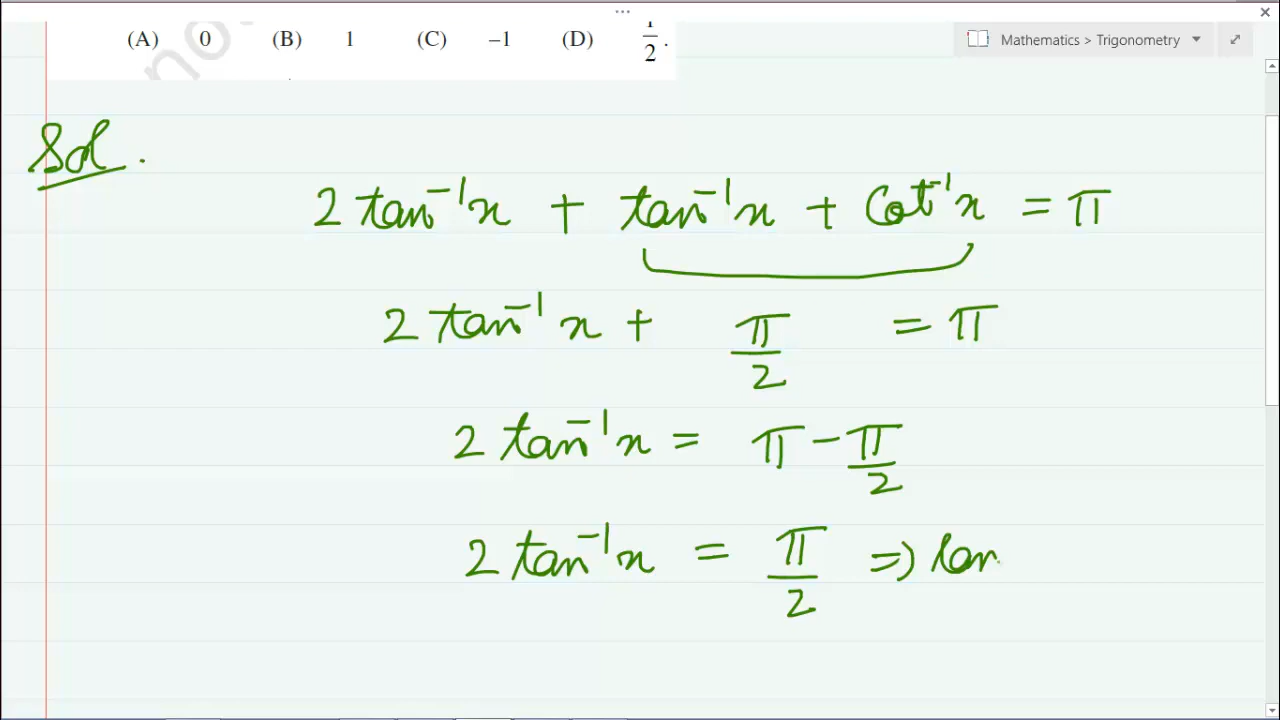 (A) 0 (B) 1 (C) –1 (D) 1/2 .
Mathematics > Trigonometry
Sol.
2 tan⁻¹x + tan⁻¹x + Cot⁻¹x = π
2 tan⁻¹x + π/2 = π
2 tan⁻¹x = π – π/2
2 tan⁻¹x = π/2 ⇒ tan